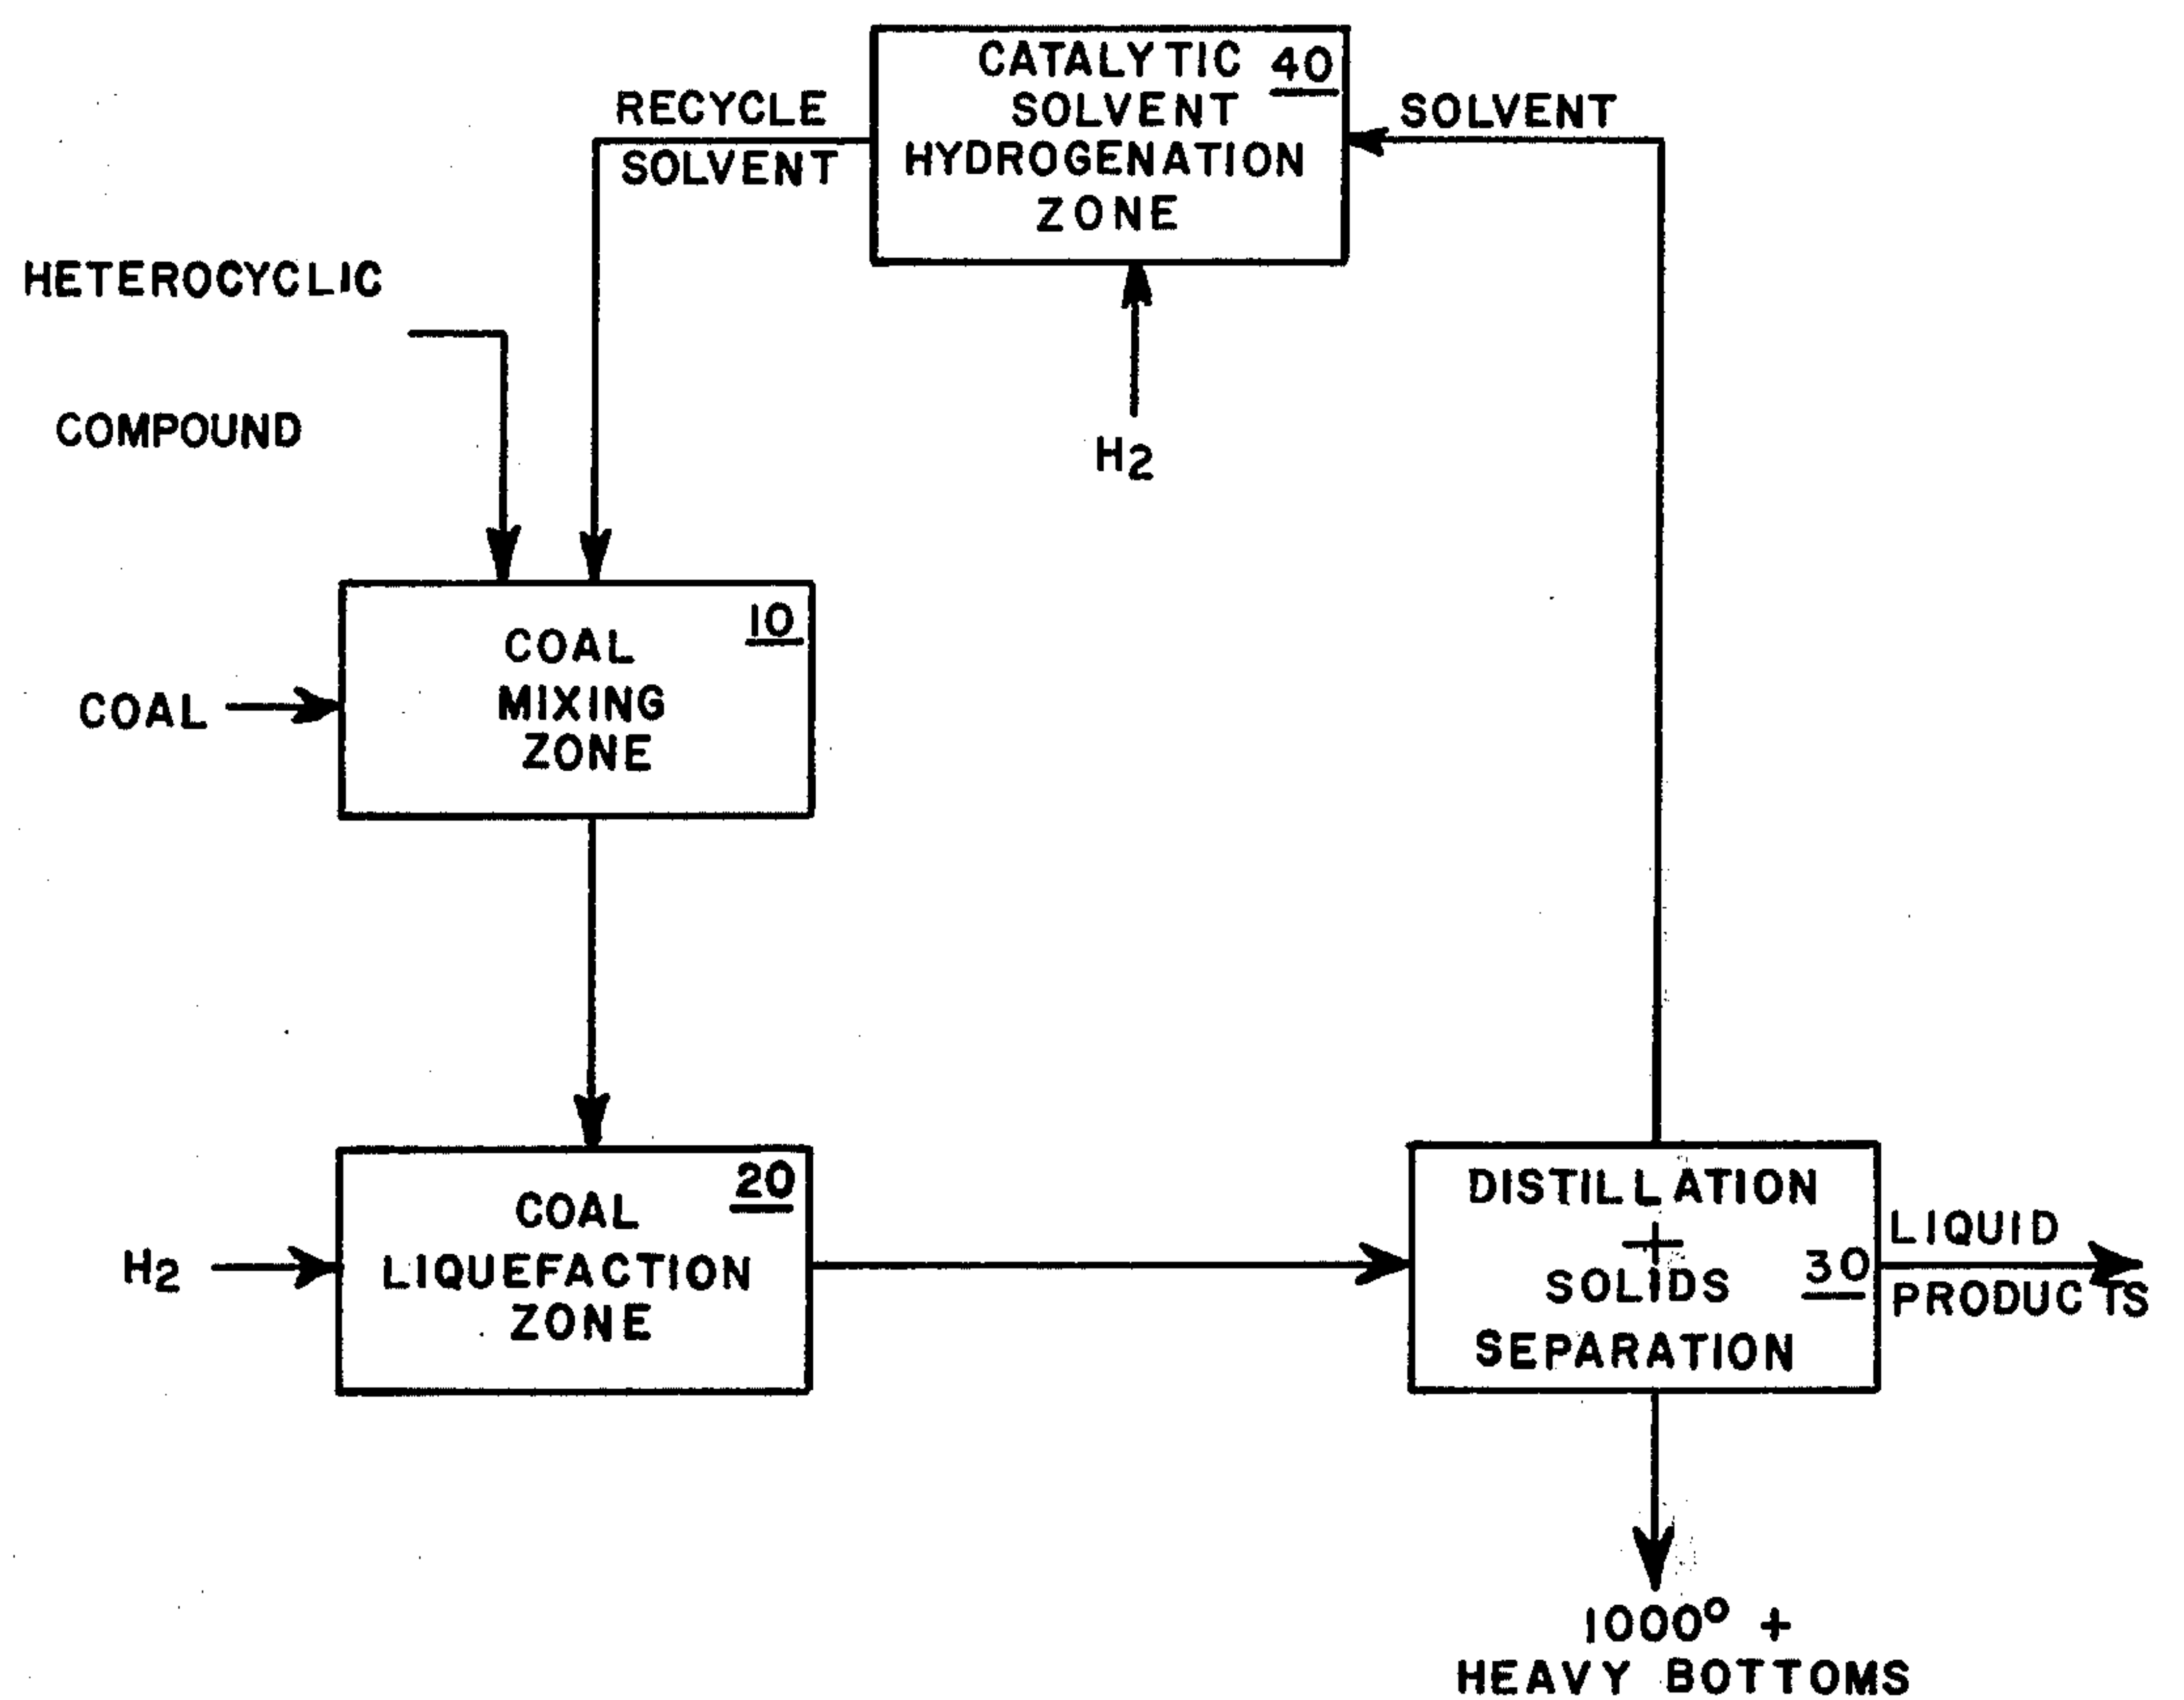 CATALYTIC 40
SOLVENT
HYDROGENATION
ZONE
RECYCLE
SOLVENT
SOLVENT
HETEROCYCLIC
COMPOUND
H2
10
COAL
MIXING
ZONE
COAL
20
COAL
LIQUEFACTION
ZONE
H2
DISTILLATION
+
SOLIDS
30
SEPARATION
LIQUID
PRODUCTS
1000° +
HEAVY BOTTOMS